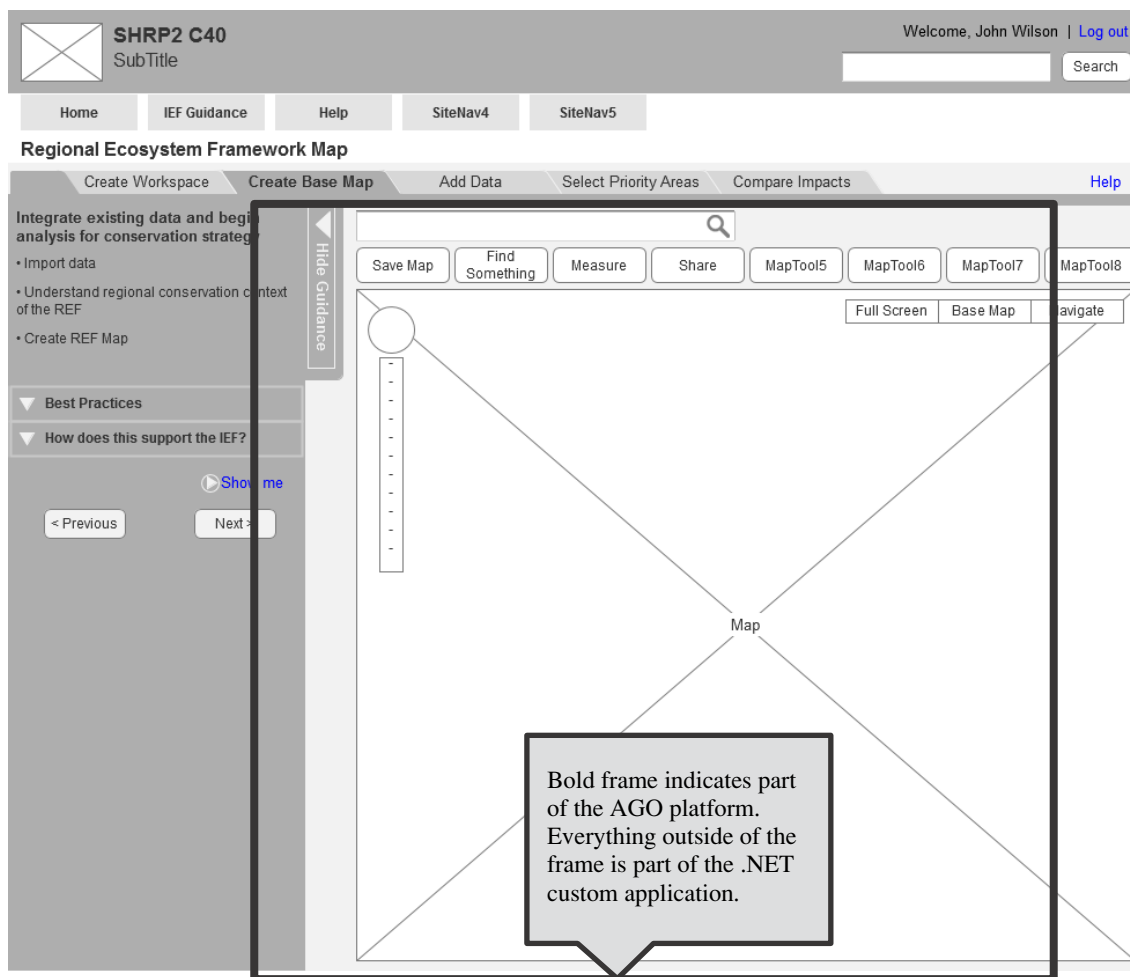 SHRP2 C40
SubTitle
Welcome, John Wilson | Log out
Search
Home IEF Guidance Help SiteNav4 SiteNav5
Regional Ecosystem Framework Map
Create Workspace Create Base Map Add Data Select Priority Areas Compare Impacts Help
Integrate existing data and begin
analysis for conservation strategy
• Import data
• Understand regional conservation context
of the REF
• Create REF Map
Best Practices
How does this support the IEF?
Show me
< Previous Next >
Hide Guidance
Save Map Find Something Measure Share MapTool5 MapTool6 MapTool7 MapTool8
Full Screen Base Map Navigate
Map
Bold frame indicates part
of the AGO platform.
Everything outside of the
frame is part of the .NET
custom application.